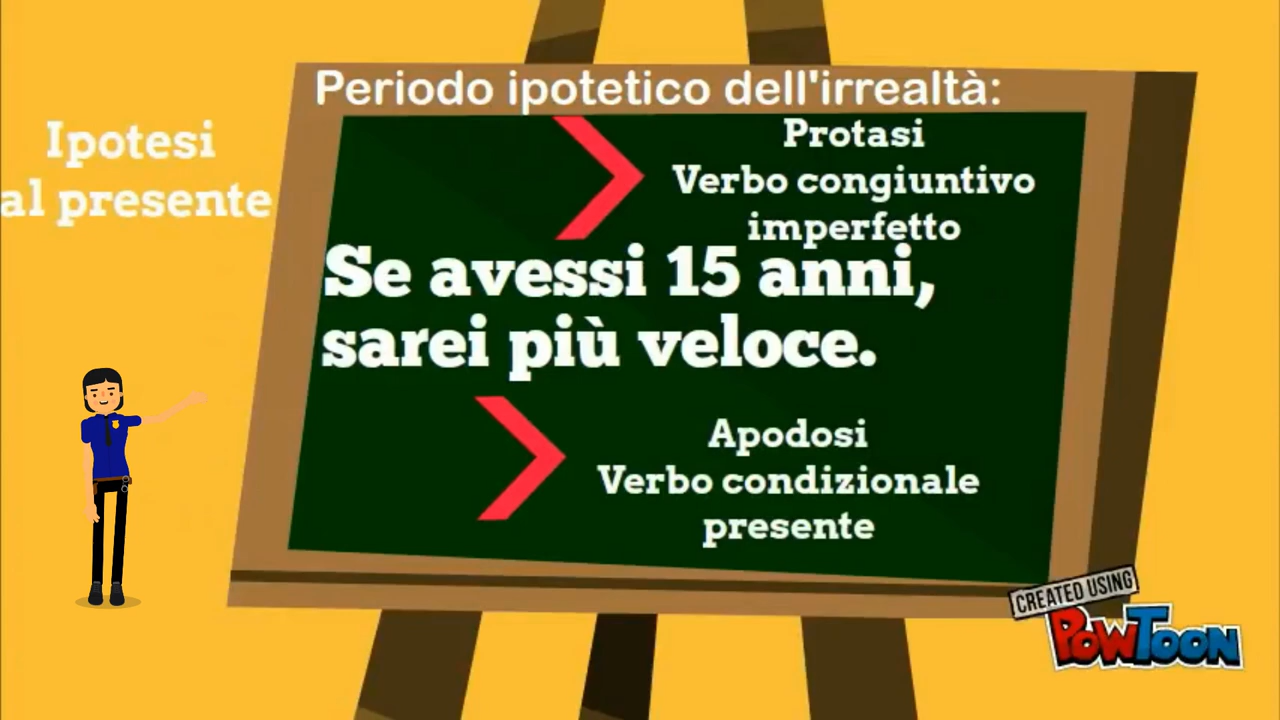 Periodo ipotetico dell'irrealtà:
Ipotesi
al presente
Protasi
Verbo congiuntivo
imperfetto
Se avessi 15 anni,
sarei più veloce.
Apodosi
Verbo condizionale
presente
CREATED USING
PowToon